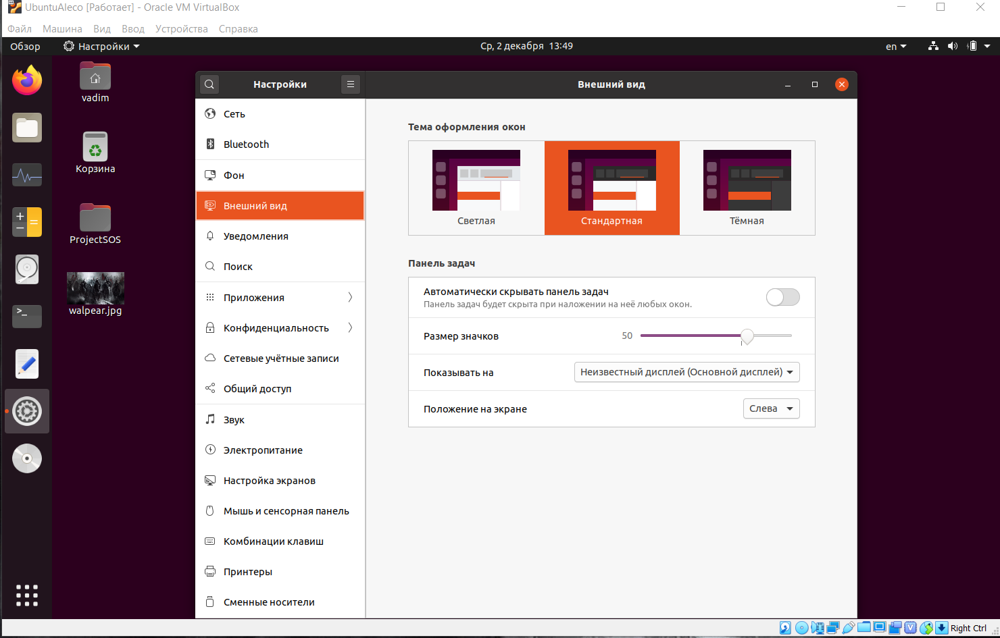 UbuntuAleco [Работает] - Oracle VM VirtualBox
Файл Машина Вид Ввод Устройства Справка
Обзор Настройки Ср, 2 декабря 13:49 en
vadim
Корзина
ProjectSOS
walpear.jpg
Настройки
Сеть
Bluetooth
Фон
Внешний вид
Уведомления
Поиск
Приложения
Конфиденциальность
Сетевые учётные записи
Общий доступ
Звук
Электропитание
Настройка экранов
Мышь и сенсорная панель
Комбинации клавиш
Принтеры
Сменные носители
Внешний вид
Тема оформления окон
Светлая Стандартная Тёмная
Панель задач
Автоматически скрывать панель задач
Панель задач будет скрыта при наложении на неё любых окон.
Размер значков 50
Показывать на Неизвестный дисплей (Основной дисплей)
Положение на экране Слева
Right Ctrl